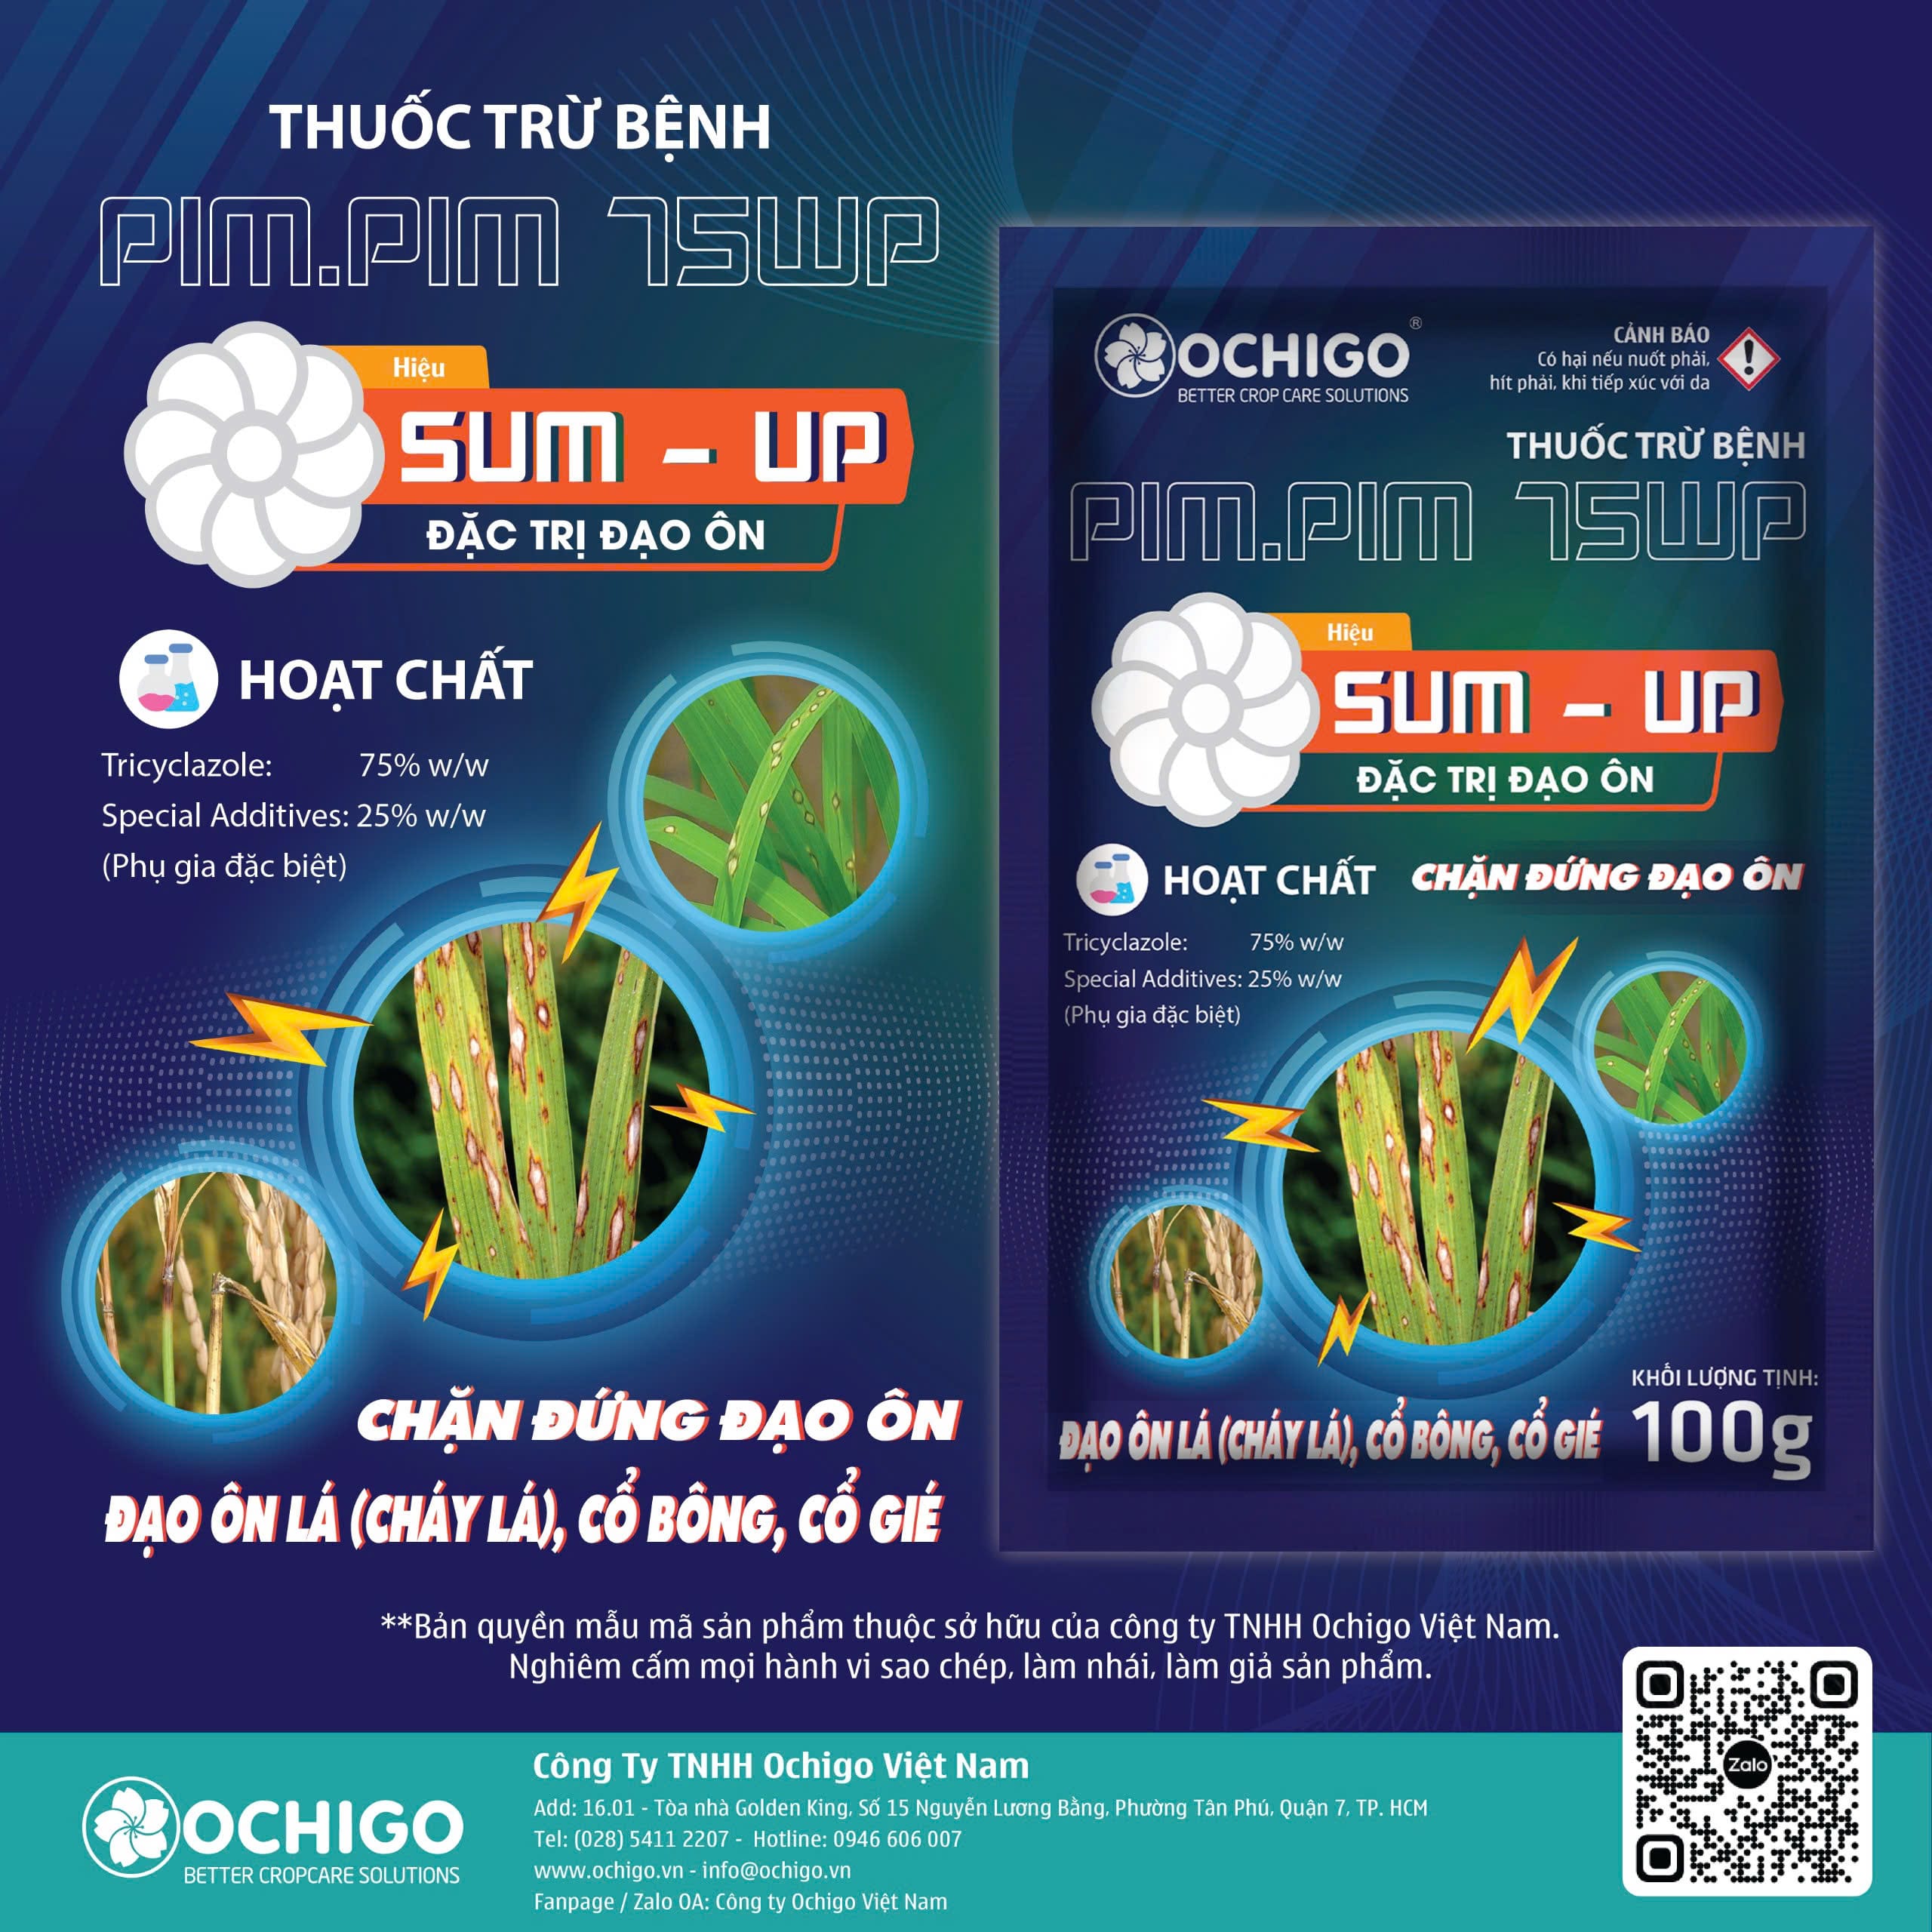 THUỐC TRỪ BỆNH
PIM.PIM 75WP
Hiệu
SUM - UP
ĐẶC TRỊ ĐẠO ÔN
HOẠT CHẤT
Tricyclazole: 75% w/w
Special Additives: 25% w/w
(Phụ gia đặc biệt)
CHẶN ĐỨNG ĐẠO ÔN
ĐẠO ÔN LÁ (CHÁY LÁ), CỔ BÔNG, CỔ GIÉ
OCHIGO®
BETTER CROP CARE SOLUTIONS
CẢNH BÁO
Có hại nếu nuốt phải,
hít phải, khi tiếp xúc với da
THUỐC TRỪ BỆNH
PIM.PIM 75WP
Hiệu
SUM - UP
ĐẶC TRỊ ĐẠO ÔN
HOẠT CHẤT
CHẶN ĐỨNG ĐẠO ÔN
Tricyclazole: 75% w/w
Special Additives: 25% w/w
(Phụ gia đặc biệt)
KHỐI LƯỢNG TỊNH:
100g
ĐẠO ÔN LÁ (CHÁY LÁ), CỔ BÔNG, CỔ GIÉ
**Bản quyền mẫu mã sản phẩm thuộc sở hữu của công ty TNHH Ochigo Việt Nam.
Nghiêm cấm mọi hành vi sao chép, làm nhái, làm giả sản phẩm.
OCHIGO
BETTER CROPCARE SOLUTIONS
Công Ty TNHH Ochigo Việt Nam
Add: 16.01 - Tòa nhà Golden King, Số 15 Nguyễn Lương Bằng, Phường Tân Phú, Quận 7, TP. HCM
Tel: (028) 5411 2207 - Hotline: 0946 606 007
www.ochigo.vn - info@ochigo.vn
Fanpage / Zalo OA: Công ty Ochigo Việt Nam
Zalo